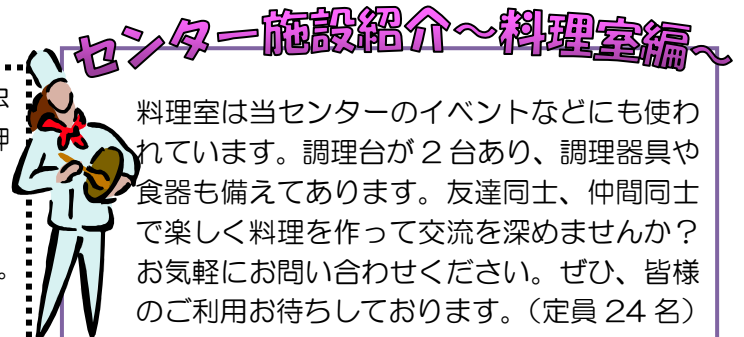 センター施設紹介～料理室編～
料理室は当センターのイベントなどにも使わ
れています。調理台が２台あり、調理器具や
食器も備えてあります。友達同士、仲間同士
で楽しく料理を作って交流を深めませんか？
お気軽にお問い合わせください。ぜひ、皆様
のご利用お待ちしております。（定員 24 名）
。